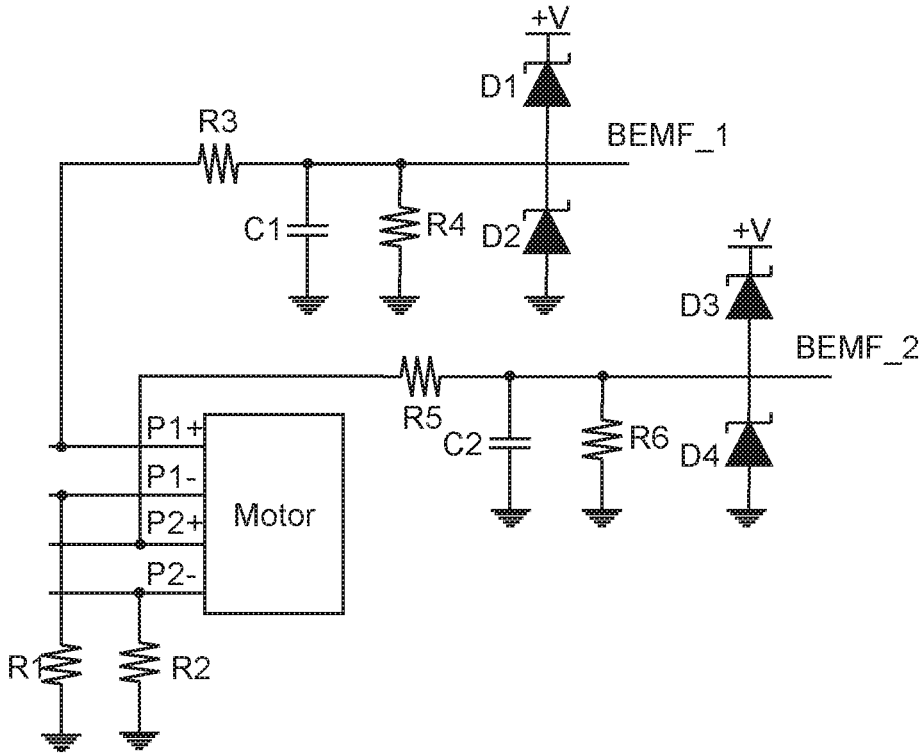 +V
D1
R3
BEMF_1
C1
R4
D2
+V
D3
BEMF_2
R5
C2
R6
D4
P1+
P1-
P2+
Motor
P2-
R1
R2